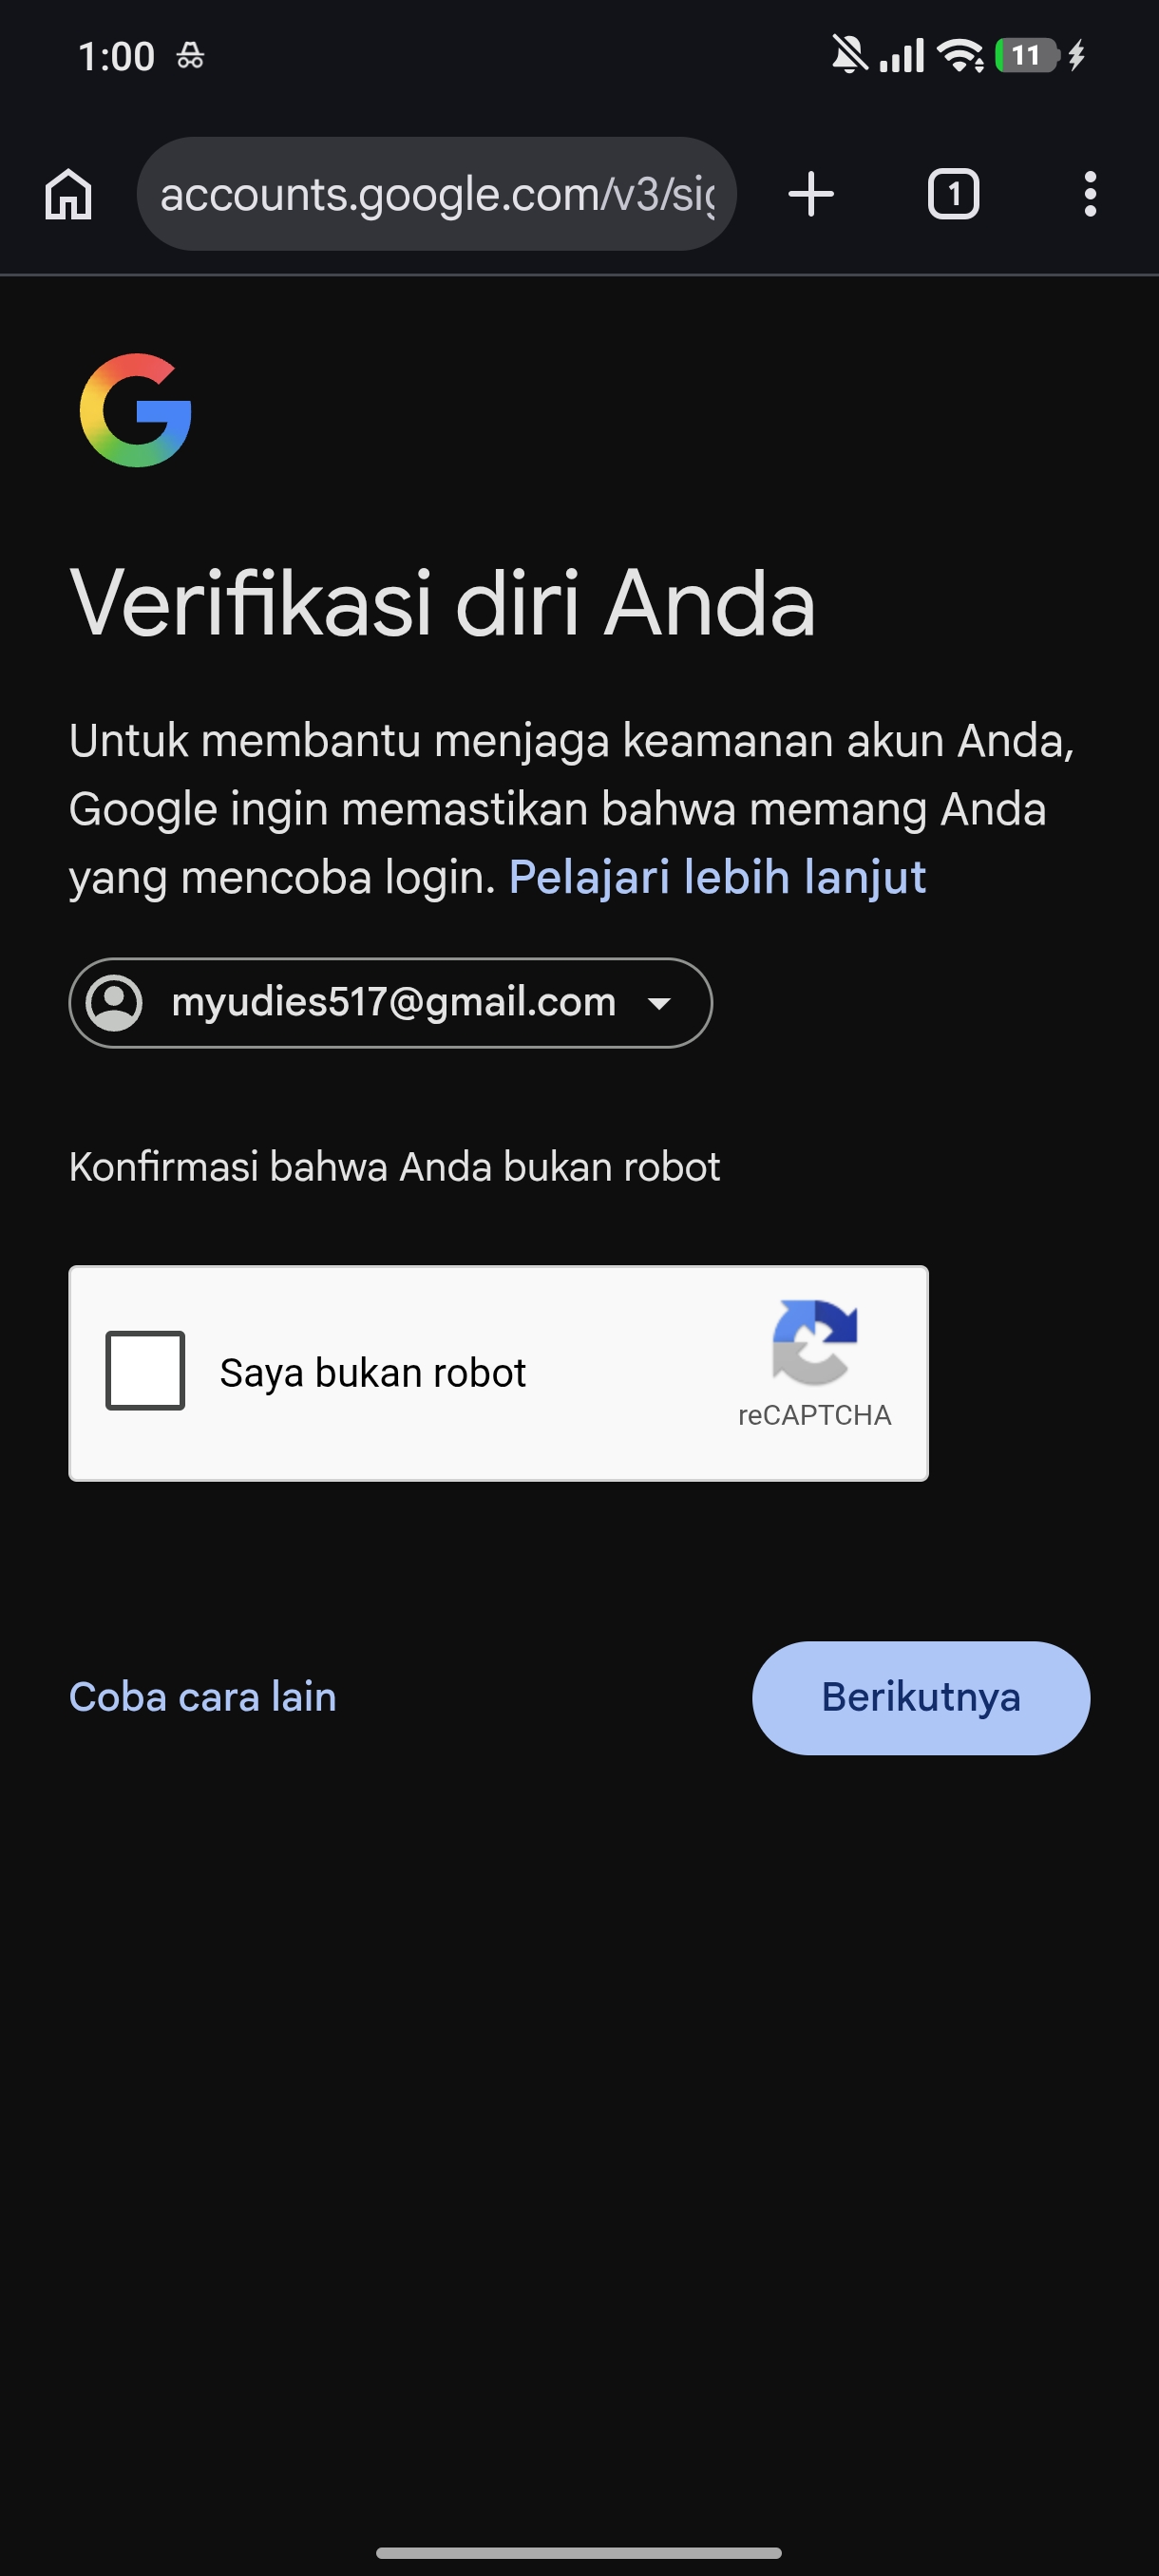 1:00
11
accounts.google.com/v3/sig
1
Verifikasi diri Anda
Untuk membantu menjaga keamanan akun Anda,
Google ingin memastikan bahwa memang Anda
yang mencoba login. Pelajari lebih lanjut
myudies517@gmail.com
Konfirmasi bahwa Anda bukan robot
Saya bukan robot
reCAPTCHA
Coba cara lain
Berikutnya